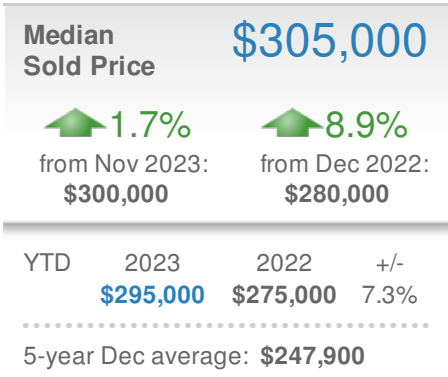 Median
Sold Price
$305,000
1.7%
from Nov 2023:
$300,000
8.9%
from Dec 2022:
$280,000
YTD 2023 2022 +/-
$295,000 $275,000 7.3%
5-year Dec average: $247,900